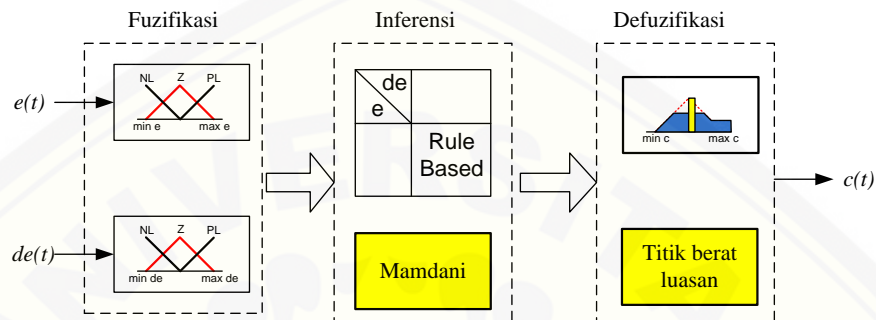 Fuzifikasi
Inferensi
Defuzifikasi
e(t)
NL Z PL
min e max e
de(t)
NL Z PL
min de max de
de
e
Rule
Based
Mamdani
min c max c
Titik berat
luasan
c(t)